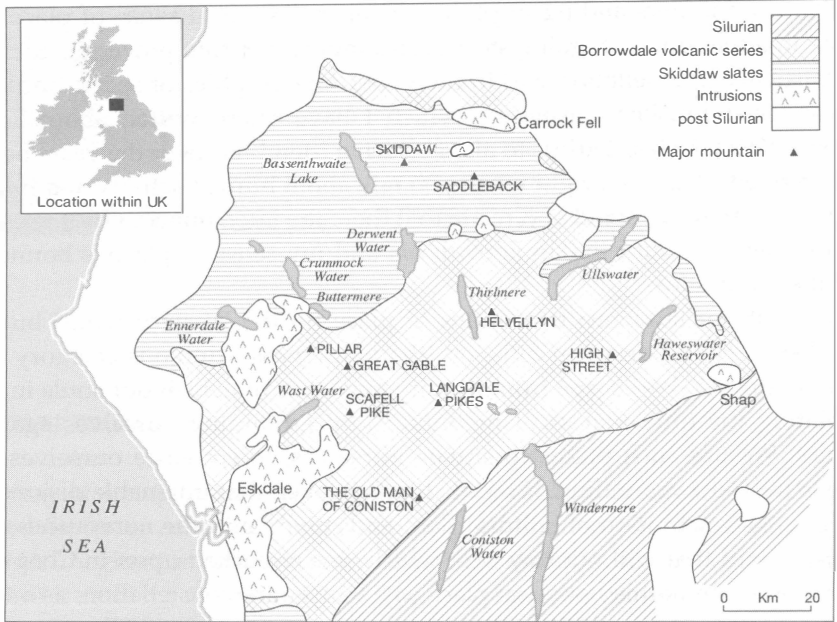 Location within UK
Silurian
Borrowdale volcanic series
Skiddaw slates
Intrusions
post Silurian
Major mountain
Carrock Fell
SKIDDAW
Bassenthwaite
Lake
SADDLEBACK
Derwent
Water
Crummock
Water
Buttermere
Ullswater
Thirlmere
HELVELLYN
Ennerdale
Water
PILLAR
GREAT GABLE
HIGH
STREET
Haweswater
Reservoir
Wast Water
SCAFELL
PIKE
LANGDALE
PIKES
Shap
Eskdale
THE OLD MAN
OF CONISTON
Windermere
Coniston
Water
IRISH
SEA
0 Km 20